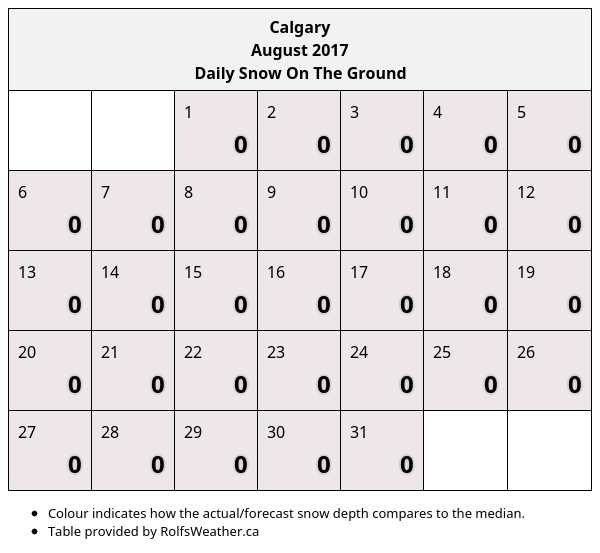 Calgary
August 2017
Daily Snow On The Ground
1 2 3 4 5
0 0 0 0 0
6 7 8 9 10 11 12
0 0 0 0 0 0 0
13 14 15 16 17 18 19
0 0 0 0 0 0 0
20 21 22 23 24 25 26
0 0 0 0 0 0 0
27 28 29 30 31
0 0 0 0 0
• Colour indicates how the actual/forecast snow depth compares to the median.
• Table provided by RolfsWeather.ca